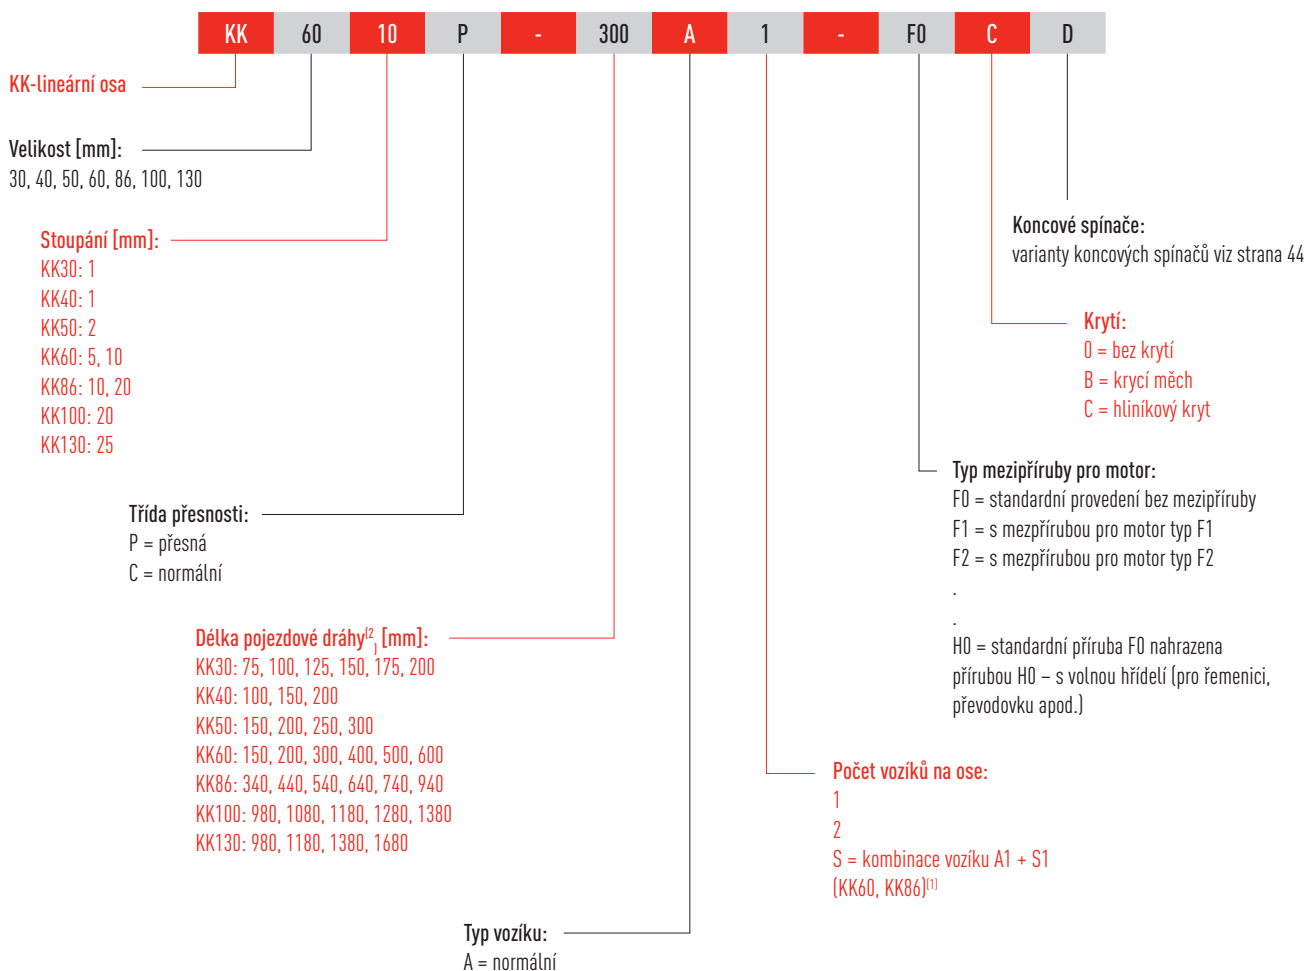 KK 60 10 P - 300 A 1 - F0 C D
KK-lineární osa
Velikost [mm]:
30, 40, 50, 60, 86, 100, 130
Stoupání [mm]:
KK30: 1
KK40: 1
KK50: 2
KK60: 5, 10
KK86: 10, 20
KK100: 20
KK130: 25
Koncové spínače:
varianty koncových spínačů viz strana 44
Krytí:
0 = bez krytí
B = krycí měch
C = hliníkový kryt
Typ mezipříruby pro motor:
F0 = standardní provedení bez mezipříruby
F1 = s mezpřírubou pro motor typ F1
F2 = s mezpřírubou pro motor typ F2
.
.
H0 = standardní příruba F0 nahrazena
přírubou H0 – s volnou hřídelí (pro řemenici,
převodovku apod.)
Třída přesnosti:
P = přesná
C = normální
Délka pojezdové dráhy(2) [mm]:
KK30: 75, 100, 125, 150, 175, 200
KK40: 100, 150, 200
KK50: 150, 200, 250, 300
KK60: 150, 200, 300, 400, 500, 600
KK86: 340, 440, 540, 640, 740, 940
KK100: 980, 1080, 1180, 1280, 1380
KK130: 980, 1180, 1380, 1680
Počet vozíků na ose:
1
2
S = kombinace vozíku A1 + S1
(KK60, KK86)(1)
Typ vozíku:
A = normální